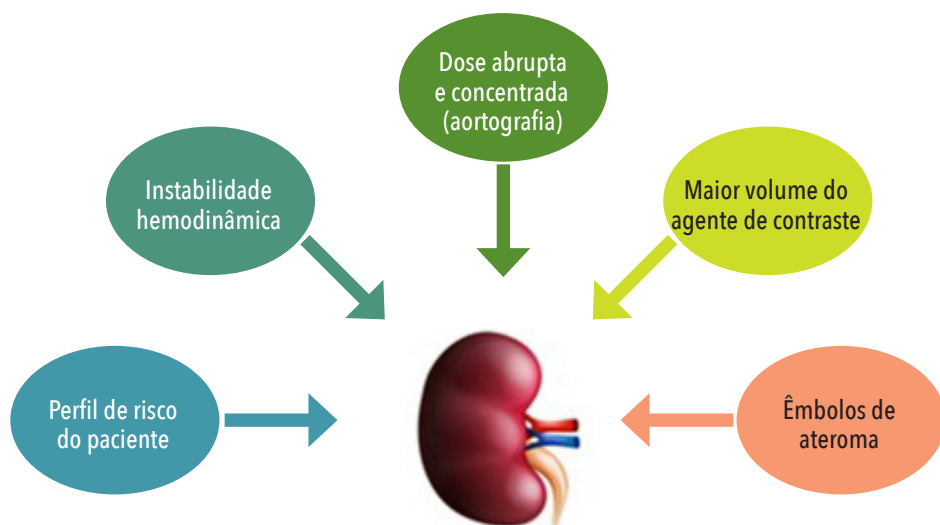 Dose abrupta
e concentrada
(aortografia)
Instabilidade
hemodinâmica
Maior volume do
agente de contraste
Perfil de risco
do paciente
Êmbolos de
ateroma